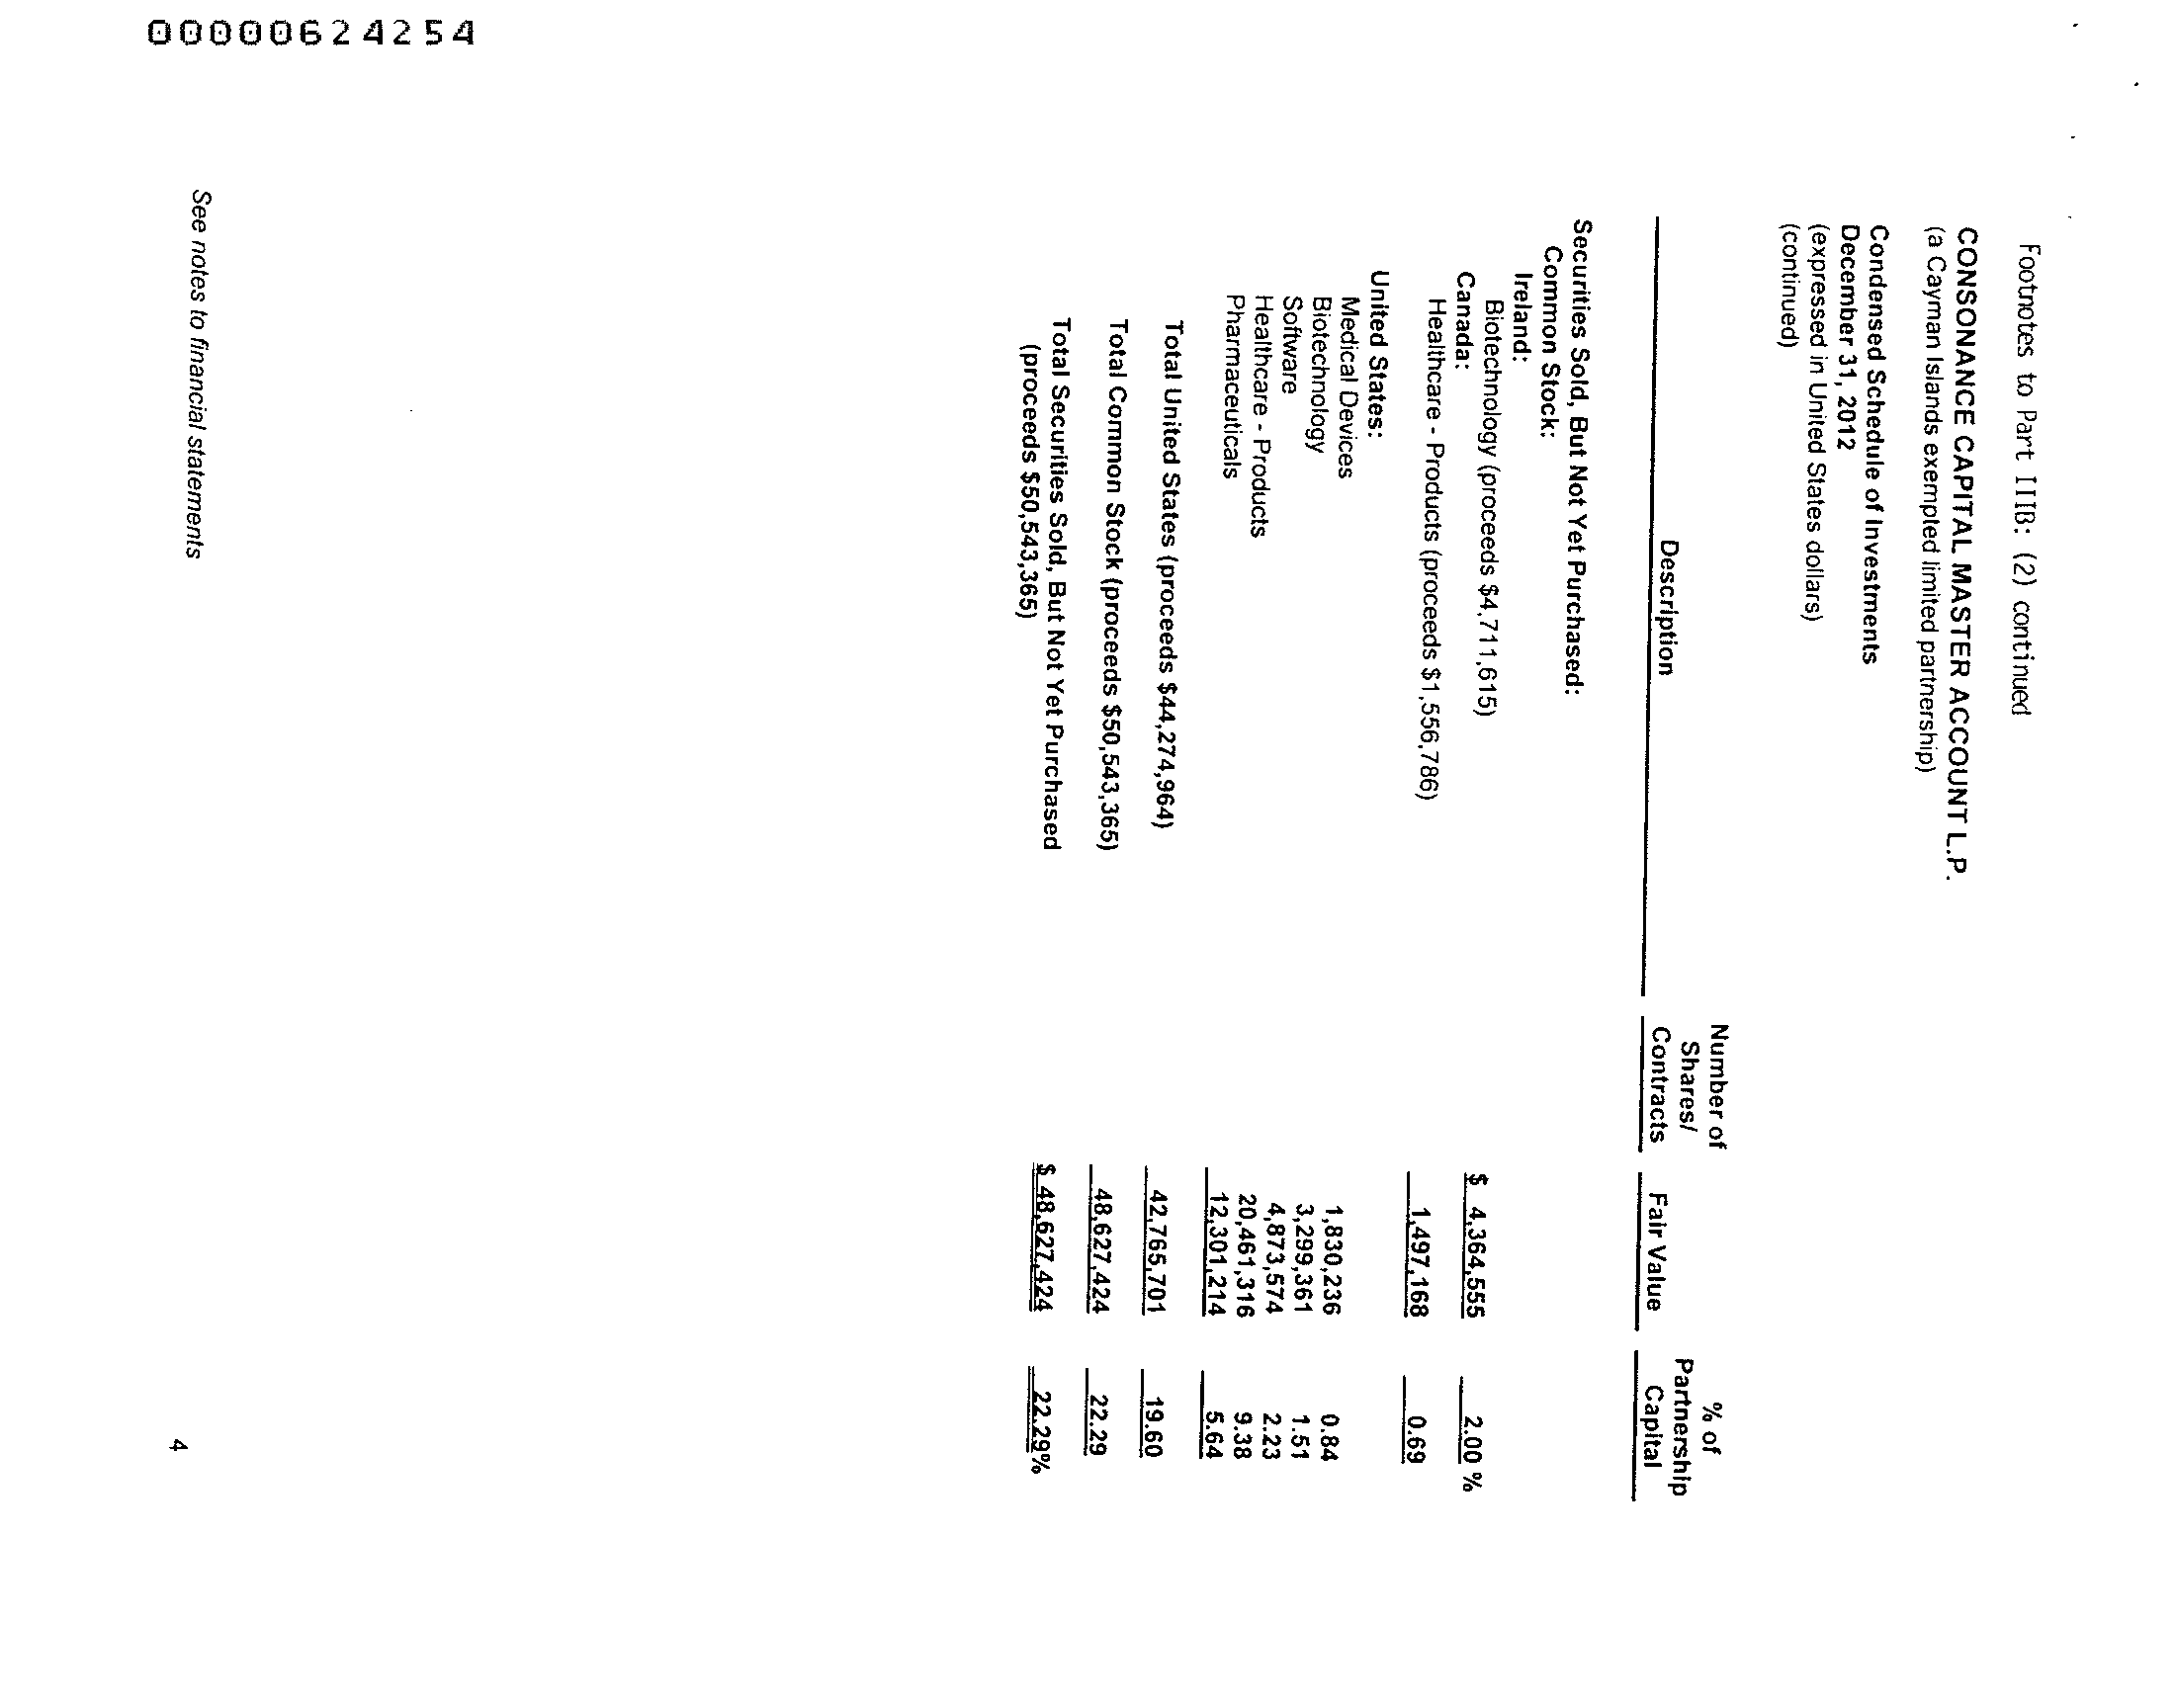 00000624254
Footnotes to Part IIIB: (2) continued
CONSONANCE CAPITAL MASTER ACCOUNT L.P.
(a Cayman Islands exempted limited partnership)
Condensed Schedule of Investments
December 31, 2012
(expressed in United States dollars)
(continued)
Description Number of Shares/ Contracts Fair Value % of Partnership Capital
Securities Sold, But Not Yet Purchased:
Common Stock:
Ireland:
Biotechnology (proceeds $4,711,615) $ 4,364,555 2.00 %
Canada:
Healthcare - Products (proceeds $1,556,786) 1,497,168 0.69
United States:
Medical Devices 1,830,236 0.84
Biotechnology 3,299,361 1.51
Software 4,873,574 2.23
Healthcare - Products 20,461,316 9.38
Pharmaceuticals 12,301,214 5.64
Total United States (proceeds $44,274,964) 42,765,701 19.60
Total Common Stock (proceeds $50,543,365) 48,627,424 22.29
Total Securities Sold, But Not Yet Purchased
(proceeds $50,543,365) $ 48,627,424 22.29%
See notes to financial statements
4